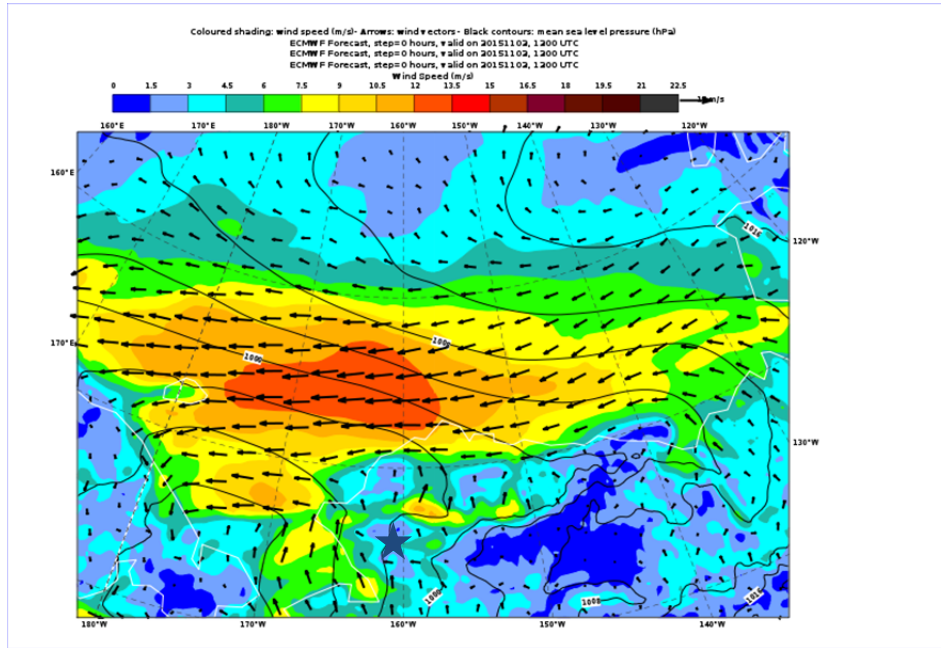 Coloured shading: wind speed (m/s)- Arrows: wind vectors - Black contours: mean sea level pressure (hPa)
ECMWF Forecast, step=0 hours, valid on 20151102, 1200 UTC
ECMWF Forecast, step=0 hours, valid on 20151102, 1200 UTC
ECMWF Forecast, step=0 hours, valid on 20151102, 1200 UTC
Wind Speed (m/s)
0 1.5 3 4.5 6 7.5 9 10.5 12 13.5 15 16.5 18 19.5 21 22.5
m/s
160°E 170°E 180°W 170°W 160°W 150°W 140°W 130°W 120°W
160°E
1016
120°W
170°E
1000
1008
130°W
1000
1008
1016
180°W 170°W 160°W 150°W 140°W